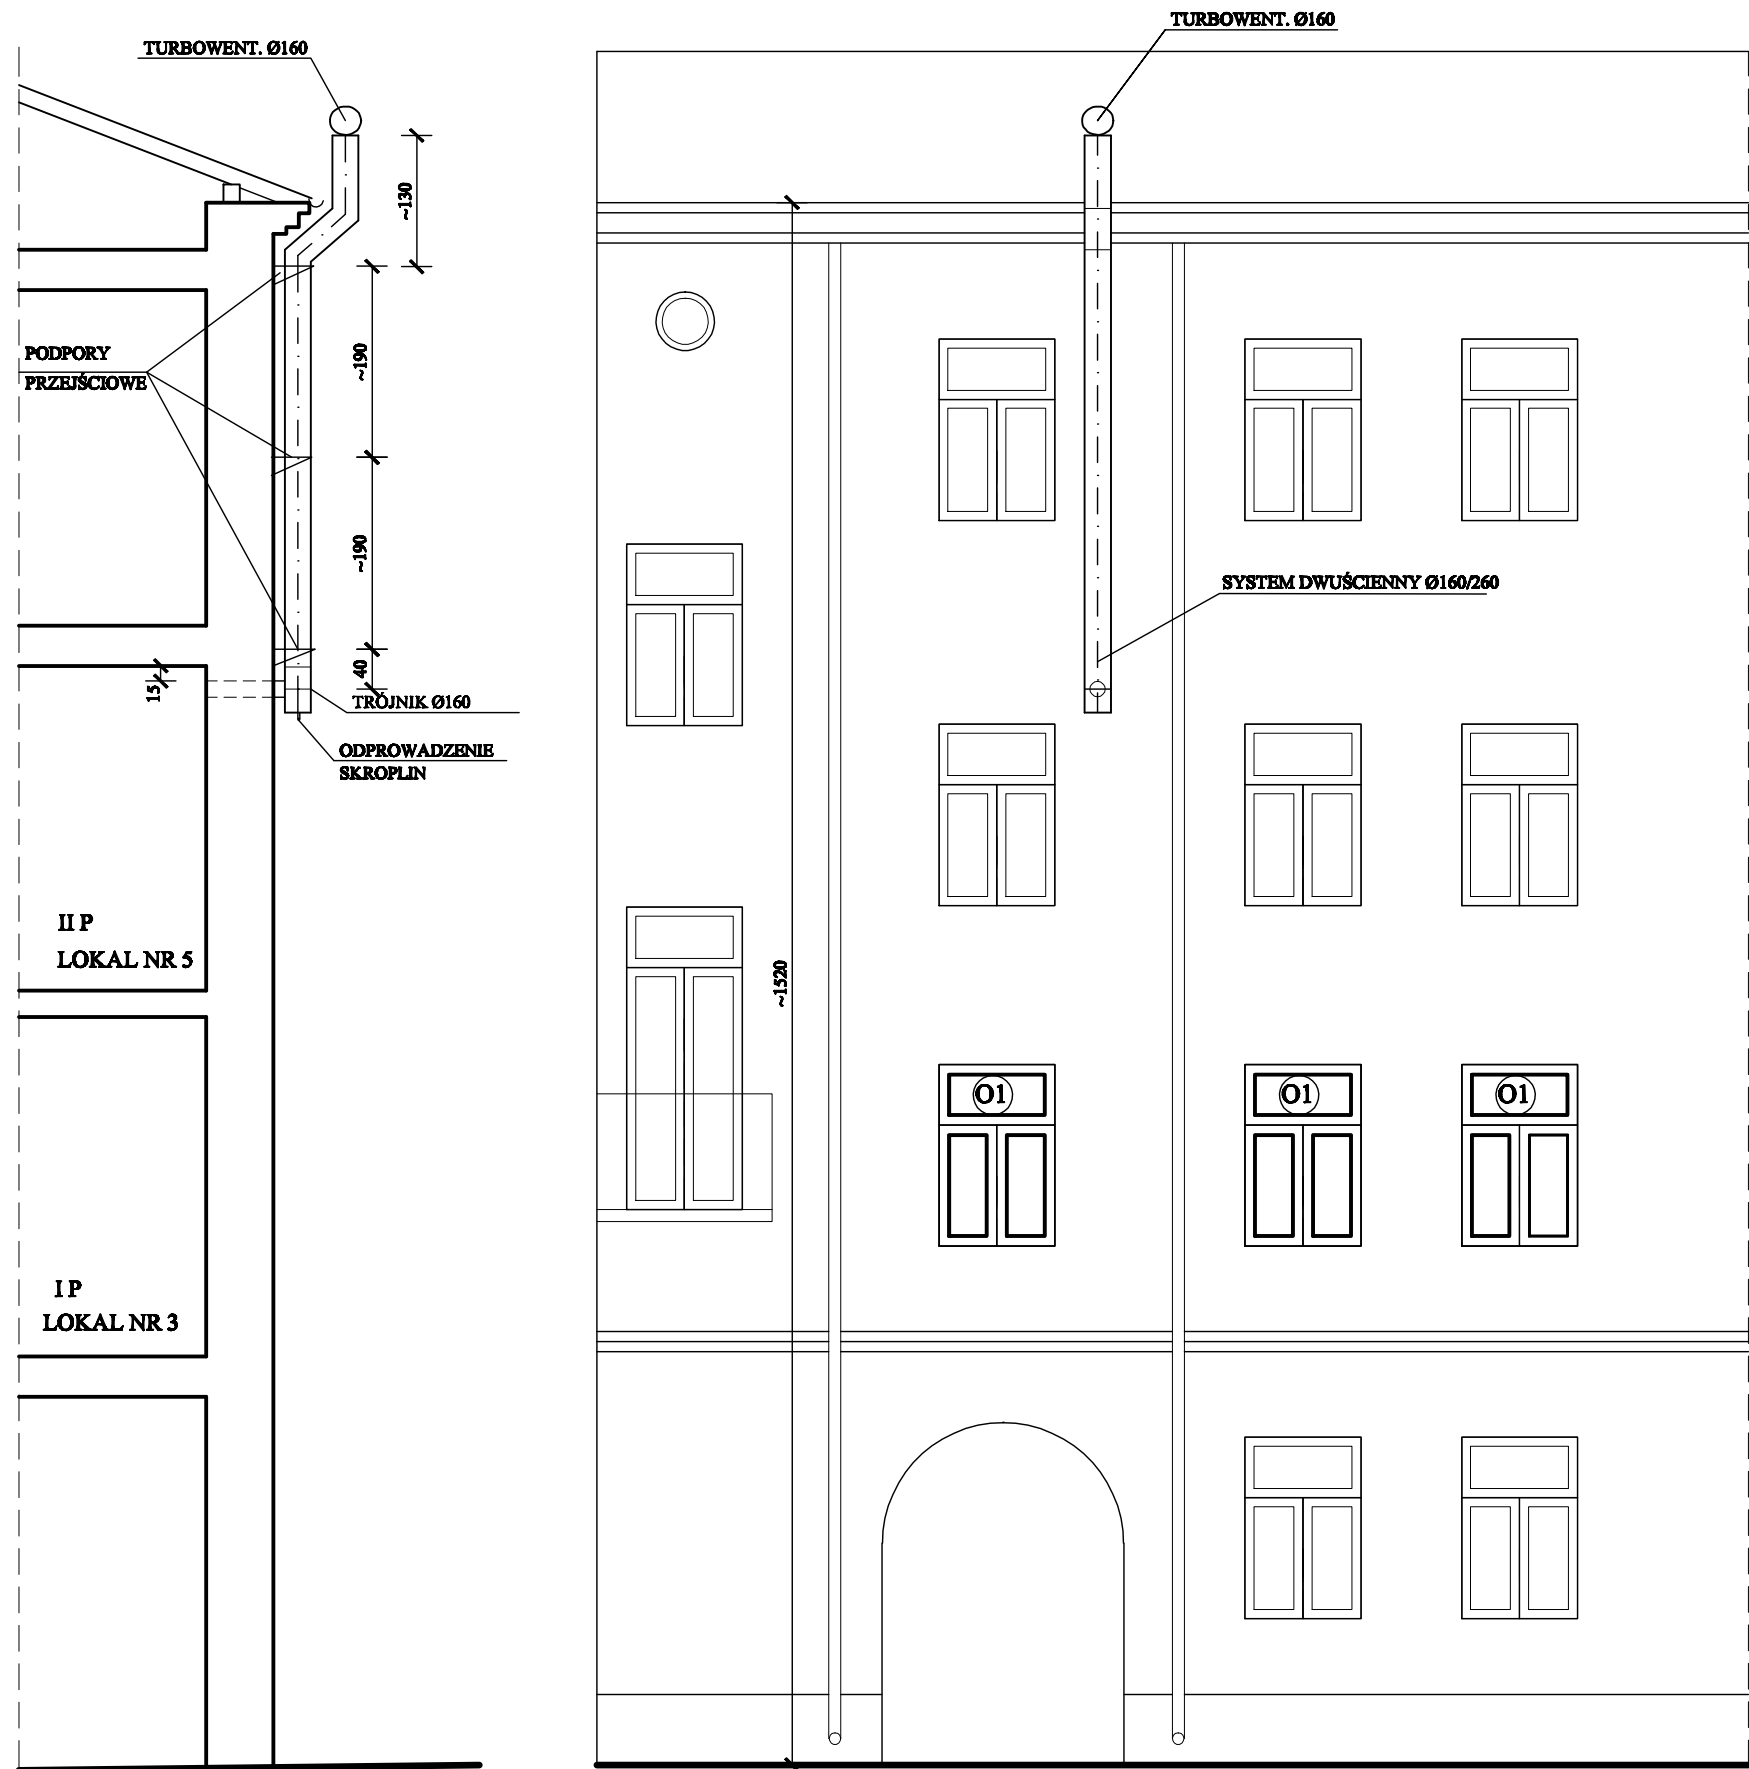 TURBOWENT. Ø160
TURBOWENT. Ø160
~130
PODPORY
PRZEJŚCIOWE
~190
~190
SYSTEM DWUŚCIENNY Ø160/260
40
15
TRÓJNIK Ø160
ODPROWADZENIE
SKROPLIN
II P
LOKAL NR 5
~1520
O1
O1
O1
I P
LOKAL NR 3